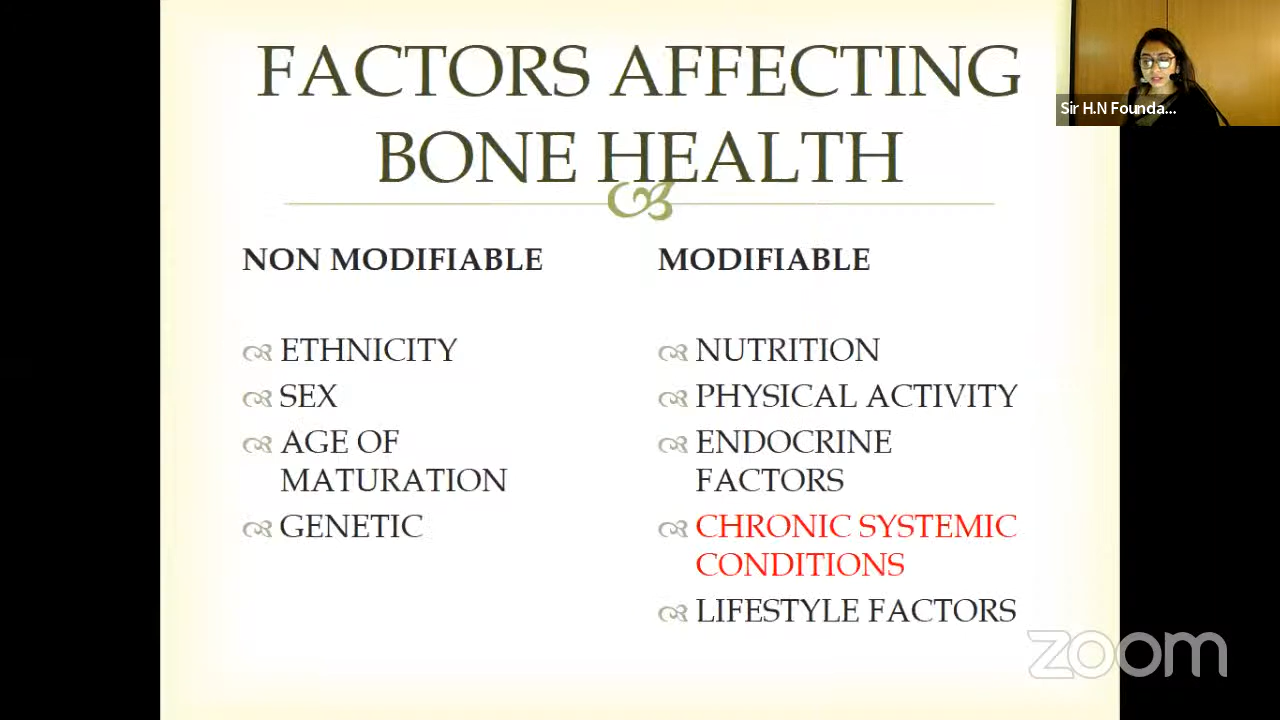 FACTORS AFFECTING
BONE HEALTH
Sir H.N Founda...
NON MODIFIABLE
ETHNICITY
SEX
AGE OF
MATURATION
GENETIC
MODIFIABLE
NUTRITION
PHYSICAL ACTIVITY
ENDOCRINE
FACTORS
CHRONIC SYSTEMIC
CONDITIONS
LIFESTYLE FACTORS
zoom